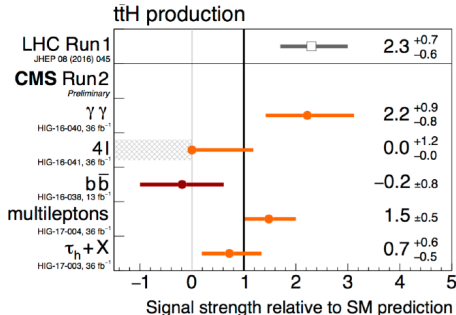 tt̄H production
LHC Run1 2.3 +0.7 -0.6
JHEP 08 (2016) 045
CMS Run2
Preliminary
γγ 2.2 +0.9 -0.8
HIG-16-040, 36 fb⁻¹
4l 0.0 +1.2 -0.0
HIG-16-041, 36 fb⁻¹
bb̄ -0.2 ±0.8
HIG-16-038, 13 fb⁻¹
multileptons 1.5 ±0.5
HIG-17-004, 36 fb⁻¹
τh+X 0.7 +0.6 -0.5
HIG-17-003, 36 fb⁻¹
−1 0 1 2 3 4 5
Signal strength relative to SM prediction